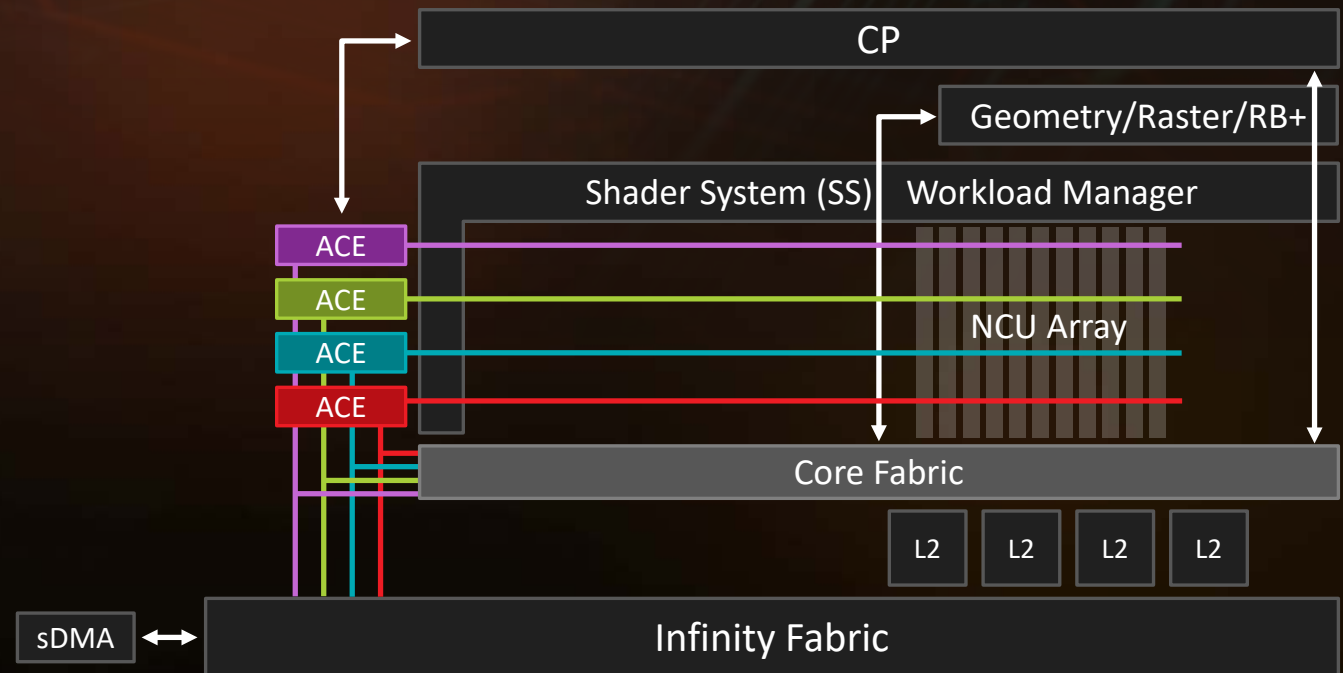 CP
Geometry/Raster/RB+
Shader System (SS) Workload Manager
ACE
ACE
NCU Array
ACE
ACE
Core Fabric
L2 L2 L2 L2
sDMA Infinity Fabric